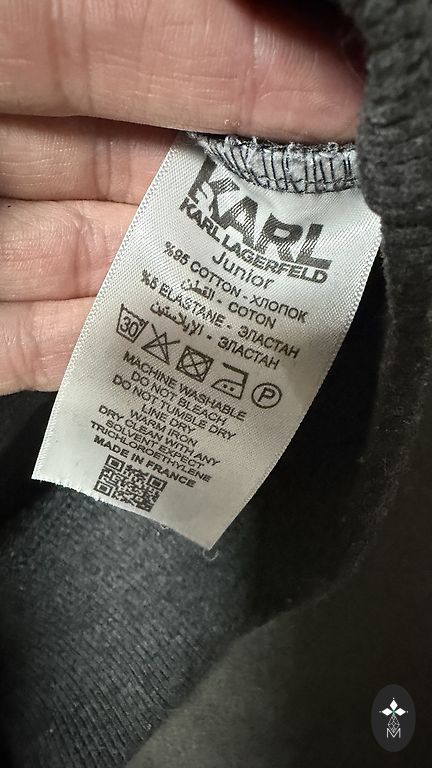 KARL
KARL LAGERFELD
Junior
%95 COTTON - ХЛОПОК
القطن - COTON
%5 ELASTANE - ЭЛАСТАН
الإيلاستين - ЭЛАСТАН
30°
P
MACHINE WASHABLE
DO NOT BLEACH
DO NOT TUMBLE DRY
LINE DRY
WARM IRON
DRY CLEAN WITH ANY
SOLVENT EXPECT
TRICHLOROETHYLENE
MADE IN FRANCE
M